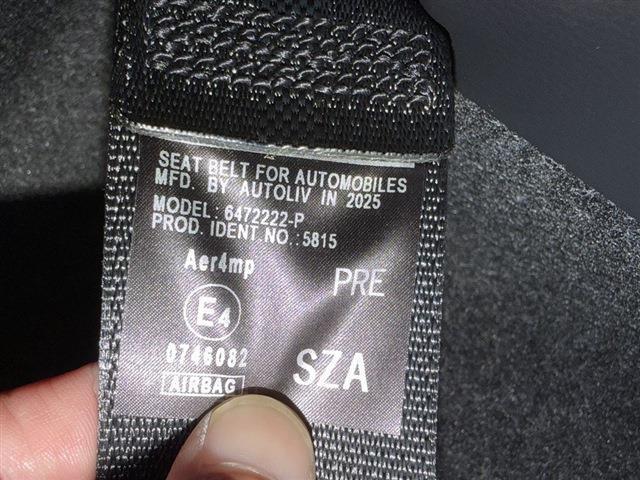 SEAT BELT FOR AUTOMOBILES
MFD. BY AUTOLIV IN 2025
MODEL: 6472222-P
PROD. IDENT.NO.:5815
Aer4mp
PRE
E4
0746082
SZA
AIRBAG